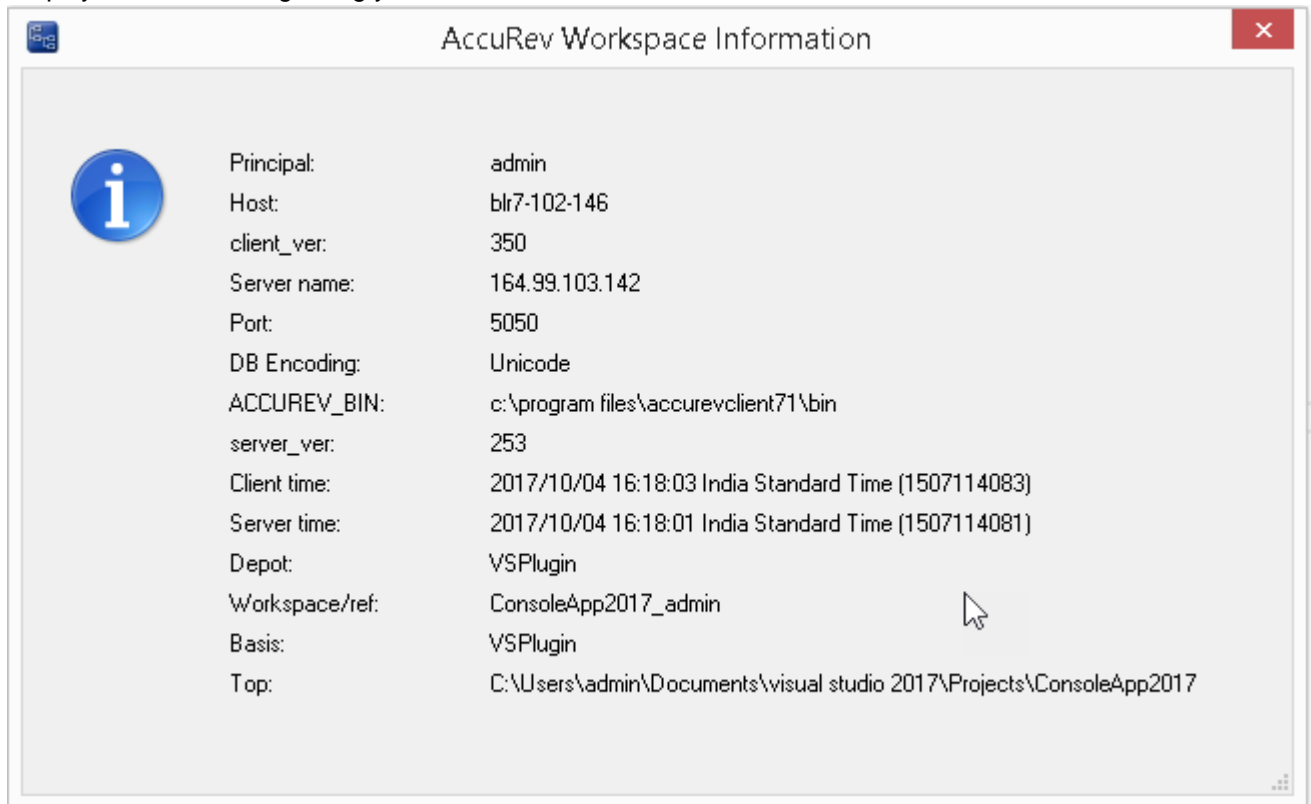 AccuRev Workspace Information
Principal: admin
Host: blr7-102-146
client_ver: 350
Server name: 164.99.103.142
Port: 5050
DB Encoding: Unicode
ACCUREV_BIN: c:\program files\accurevclient71\bin
server_ver: 253
Client time: 2017/10/04 16:18:03 India Standard Time (1507114083)
Server time: 2017/10/04 16:18:01 India Standard Time (1507114081)
Depot: VSPlugin
Workspace/ref: ConsoleApp2017_admin
Basis: VSPlugin
Top: C:\Users\admin\Documents\visual studio 2017\Projects\ConsoleApp2017